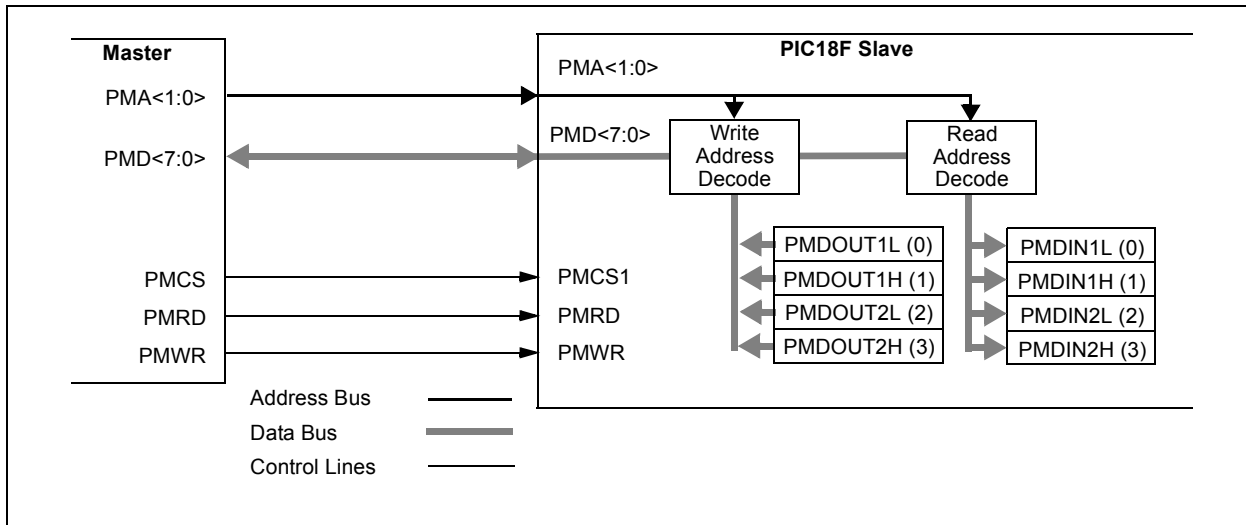 Master
PIC18F Slave
PMA<1:0>
PMA<1:0>
PMD<7:0>
PMD<7:0>
Write
Address
Decode
Read
Address
Decode
PMDOUT1L (0)
PMDIN1L (0)
PMCS
PMCS1
PMDOUT1H (1)
PMDIN1H (1)
PMRD
PMRD
PMDOUT2L (2)
PMDIN2L (2)
PMWR
PMWR
PMDOUT2H (3)
PMDIN2H (3)
Address Bus
Data Bus
Control Lines